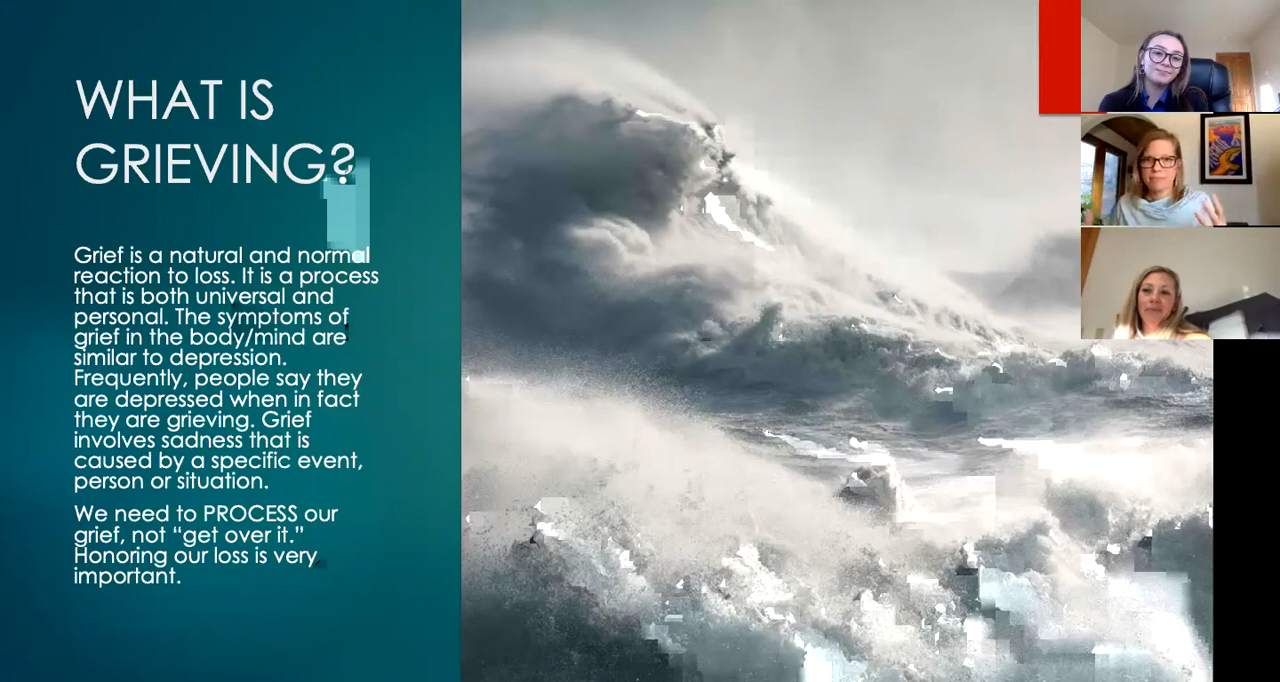 WHAT IS
GRIEVING?
Grief is a natural and normal
reaction to loss. It is a process
that is both universal and
personal. The symptoms of
grief in the body/mind are
similar to depression.
Frequently, people say they
are depressed when in fact
they are grieving. Grief
involves sadness that is
caused by a specific event,
person or situation.
We need to PROCESS our
grief, not “get over it.”
Honoring our loss is very
important.